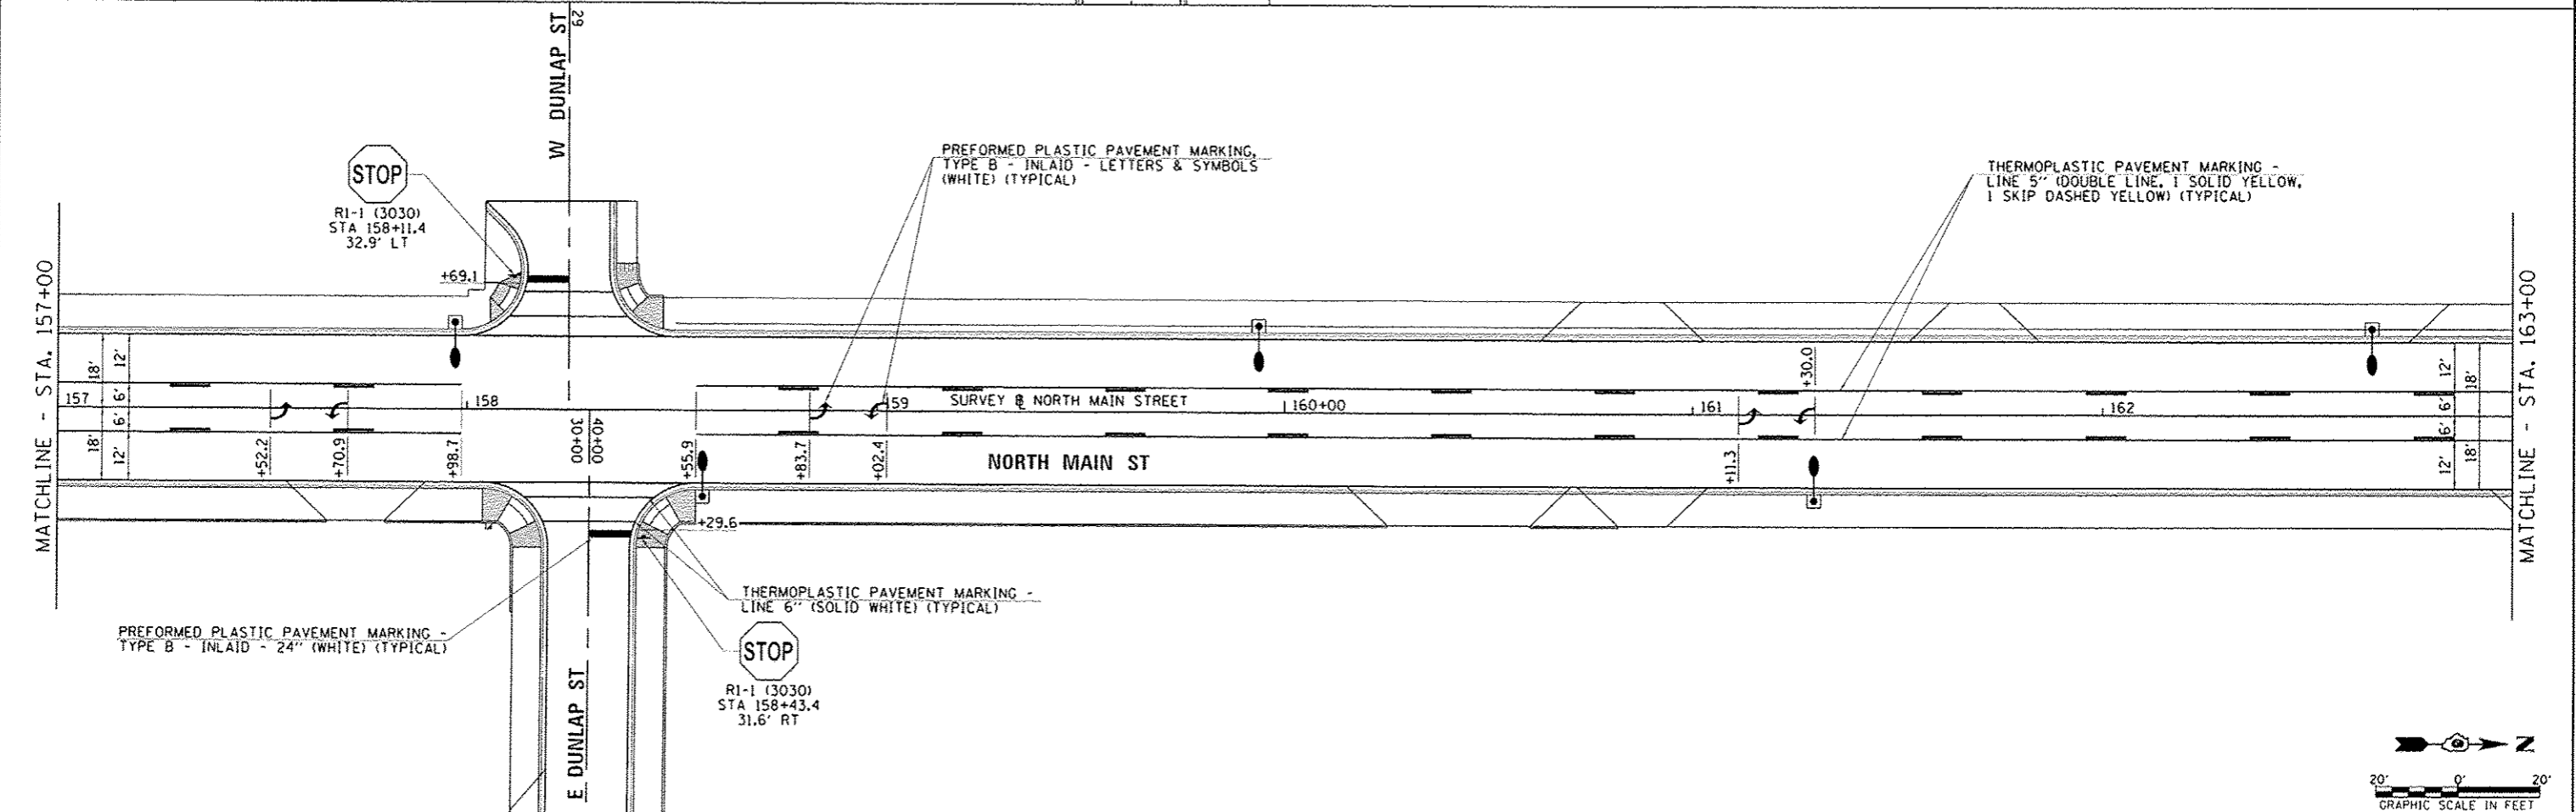 W DUNLAP ST
29
STOP
R1-1 (3030)
STA 158+11.4
32.9' LT
PREFORMED PLASTIC PAVEMENT MARKING,
TYPE B - INLAID - LETTERS & SYMBOLS
(WHITE) (TYPICAL)
THERMOPLASTIC PAVEMENT MARKING -
LINE 5" (DOUBLE LINE, 1 SOLID YELLOW,
1 SKIP DASHED YELLOW) (TYPICAL)
MATCHLINE - STA. 157+00
+69.1
18'
12'
6'
6'
18'
12'
157
158
159
SURVEY ℄ NORTH MAIN STREET
160+00
161
162
+30.0
12'
18'
6'
6'
12'
18'
MATCHLINE - STA. 163+00
+52.2
+70.9
+98.7
30+00
40+00
+55.9
+83.7
+02.4
NORTH MAIN ST
+11.3
+29.6
THERMOPLASTIC PAVEMENT MARKING -
LINE 6" (SOLID WHITE) (TYPICAL)
PREFORMED PLASTIC PAVEMENT MARKING -
TYPE B - INLAID - 24" (WHITE) (TYPICAL)
STOP
R1-1 (3030)
STA 158+43.4
31.6' RT
E DUNLAP ST
Z
20'
0'
20'
GRAPHIC SCALE IN FEET